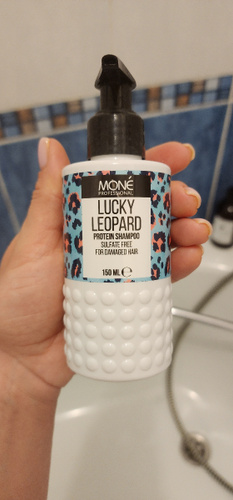 MONÉ
PROFESSIONAL
LUCKY
LEOPARD
PROTEIN SHAMPOO
SULFATE FREE
FOR DAMAGED HAIR
150 ML ℮